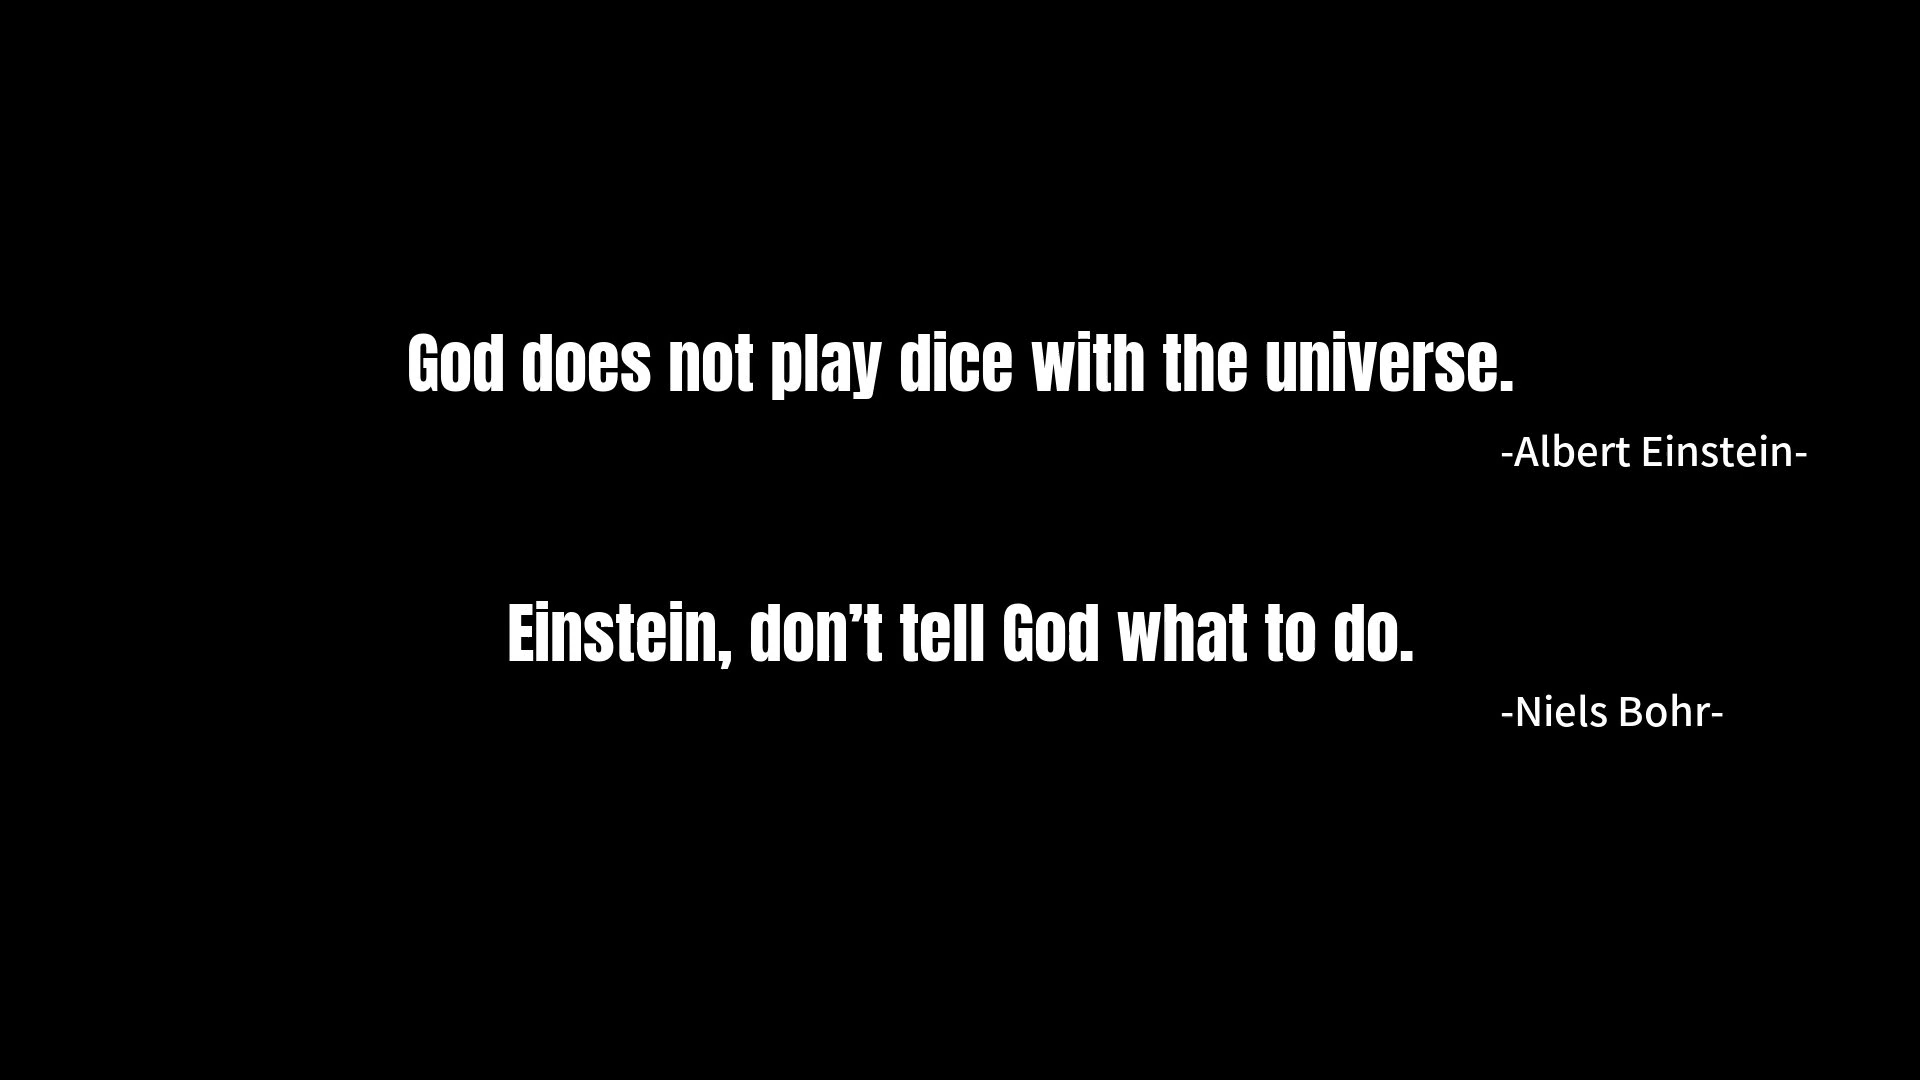 God does not play dice with the universe.
-Albert Einstein-
Einstein, don’t tell God what to do.
-Niels Bohr-